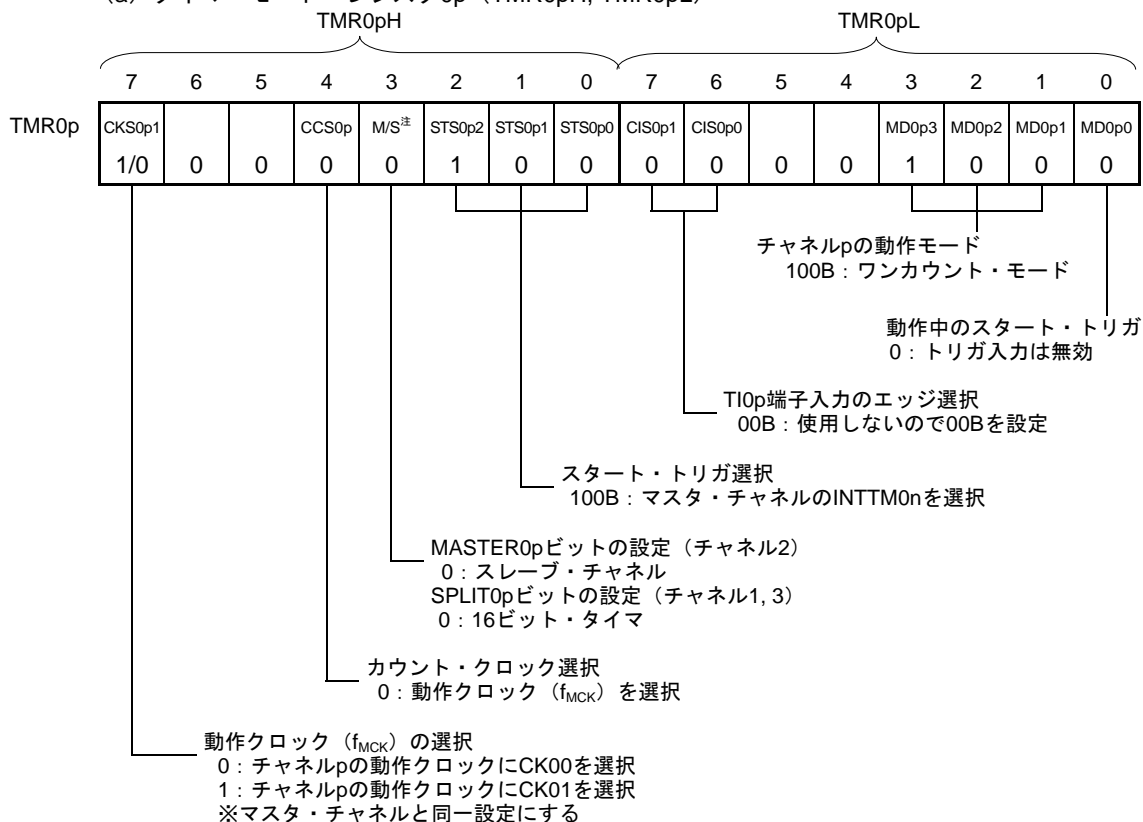 (a) タイマ・モード・レジスタ0p（TMR0pH, TMR0pL）
TMR0pH TMR0pL
7 6 5 4 3 2 1 0 7 6 5 4 3 2 1 0
TMR0p CKS0p1 CCS0p M/S注 STS0p2 STS0p1 STS0p0 CIS0p1 CIS0p0 MD0p3 MD0p2 MD0p1 MD0p0
1/0 0 0 0 0 1 0 0 0 0 0 0 1 0 0 0
チャネルpの動作モード
100B：ワンカウント・モード
動作中のスタート・トリガ
0：トリガ入力は無効
TI0p端子入力のエッジ選択
00B：使用しないので00Bを設定
スタート・トリガ選択
100B：マスタ・チャネルのINTTM0nを選択
MASTER0pビットの設定（チャネル2）
0：スレーブ・チャネル
SPLIT0pビットの設定（チャネル1, 3）
0：16ビット・タイマ
カウント・クロック選択
0：動作クロック（fMCK）を選択
動作クロック（fMCK）の選択
0：チャネルpの動作クロックにCK00を選択
1：チャネルpの動作クロックにCK01を選択
※マスタ・チャネルと同一設定にする